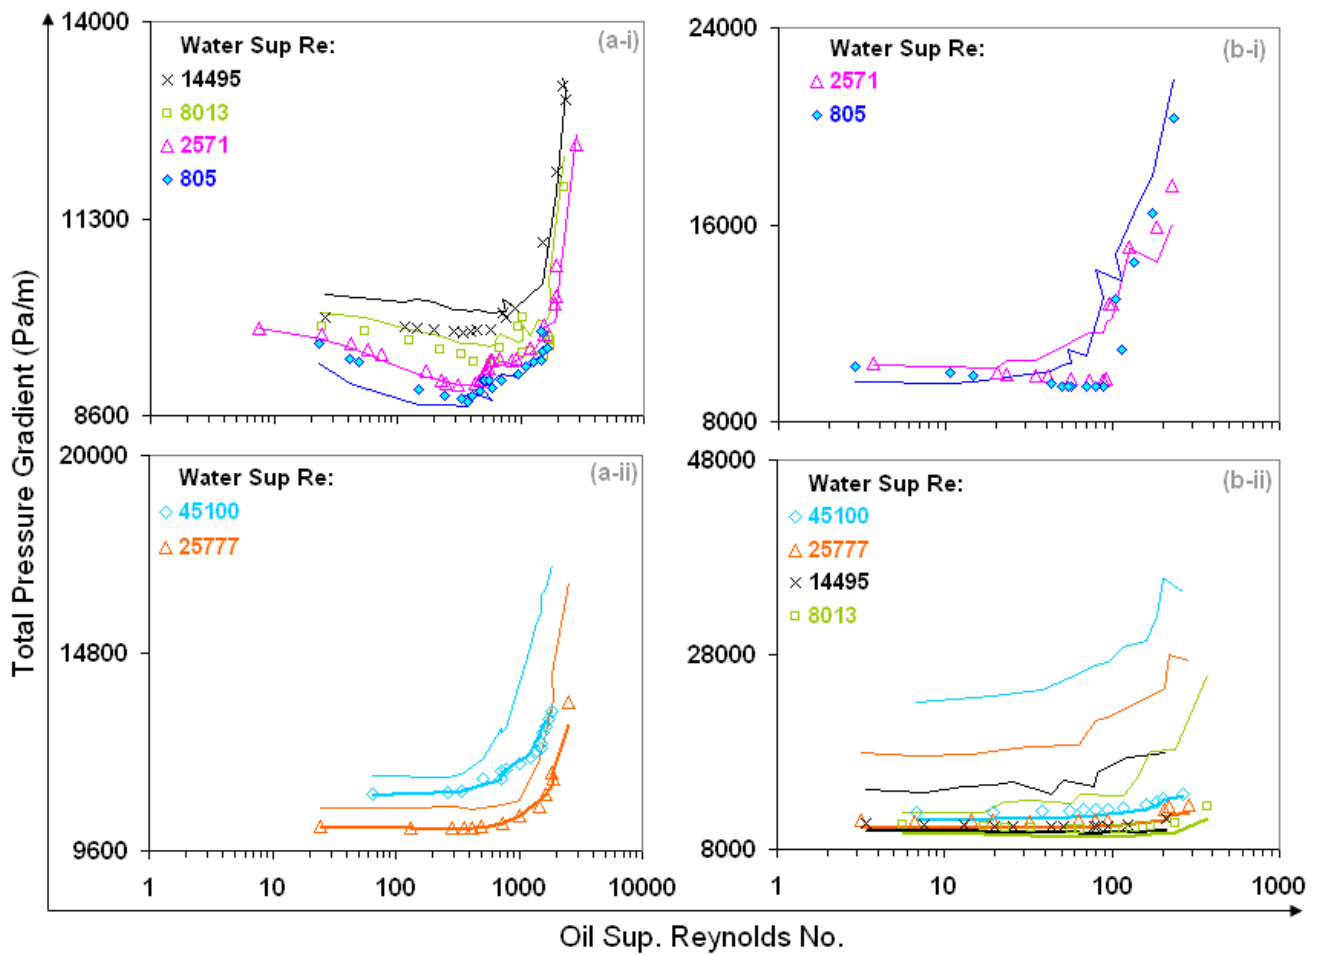 Total Pressure Gradient (Pa/m)
14000
11300
8600
Water Sup Re:
14495
8013
2571
805
(a-i)
24000
16000
8000
Water Sup Re:
2571
805
(b-i)
20000
14800
9600
Water Sup Re:
45100
25777
(a-ii)
1 10 100 1000 10000
48000
28000
8000
Water Sup Re:
45100
25777
14495
8013
(b-ii)
1 10 100 1000
Oil Sup. Reynolds No.